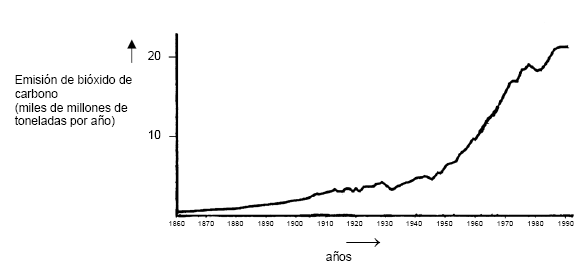 20
Emisión de bióxido de
carbono
(miles de millones de
toneladas por año)
10
1860 1870 1880 1890 1900 1910 1920 1930 1940 1950 1960 1970 1980 1990
años